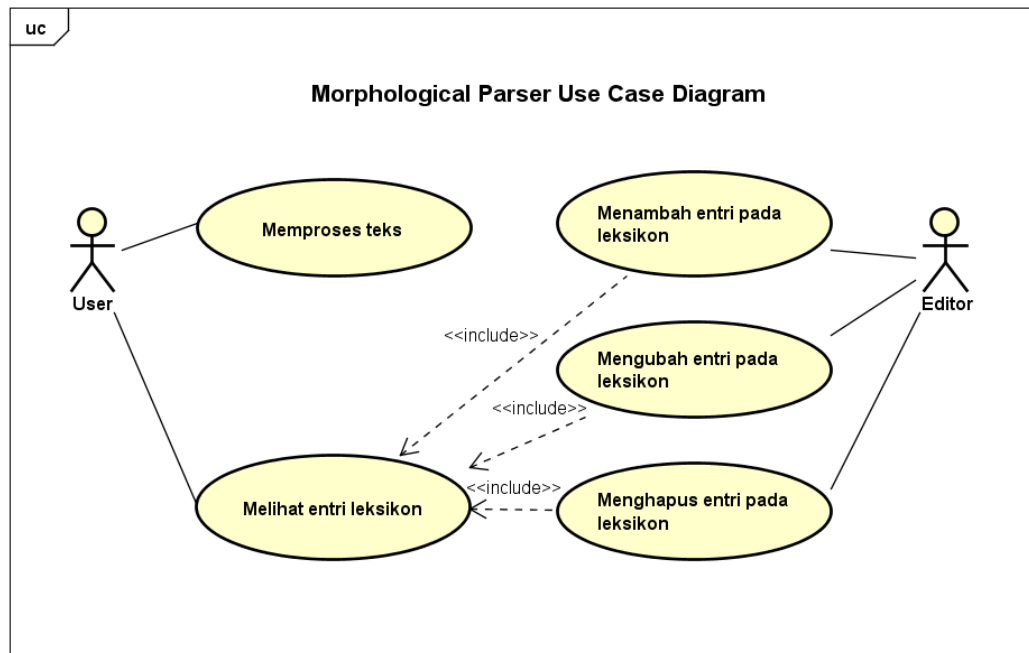 uc
Morphological Parser Use Case Diagram
Memproses teks
Menambah entri pada
leksikon
User
Editor
<<include>>
Mengubah entri pada
leksikon
<<include>>
Melihat entri leksikon
<<include>>
Menghapus entri pada
leksikon